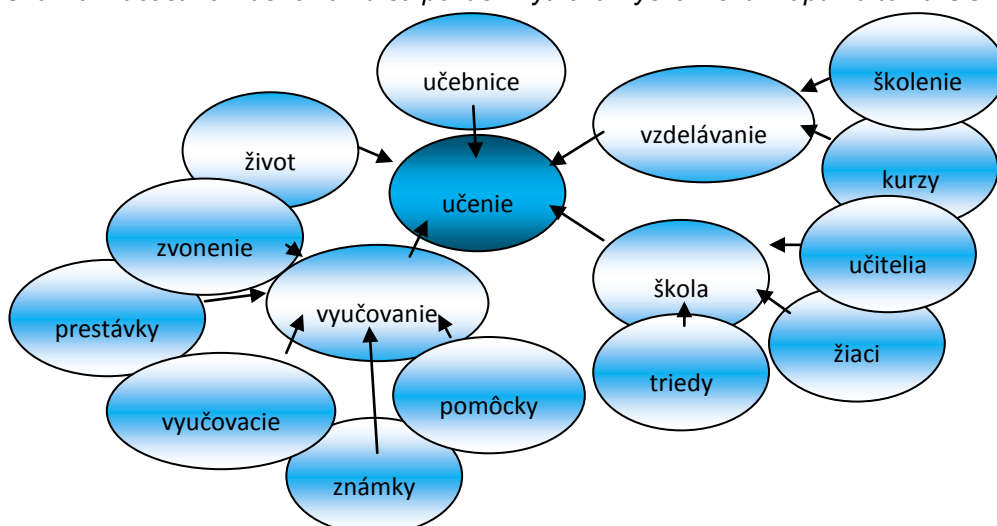 učebnice
školenie
vzdelávanie
život
kurzy
učenie
zvonenie
učitelia
škola
vyučovanie
prestávky
žiaci
triedy
pomôcky
vyučovacie
známky